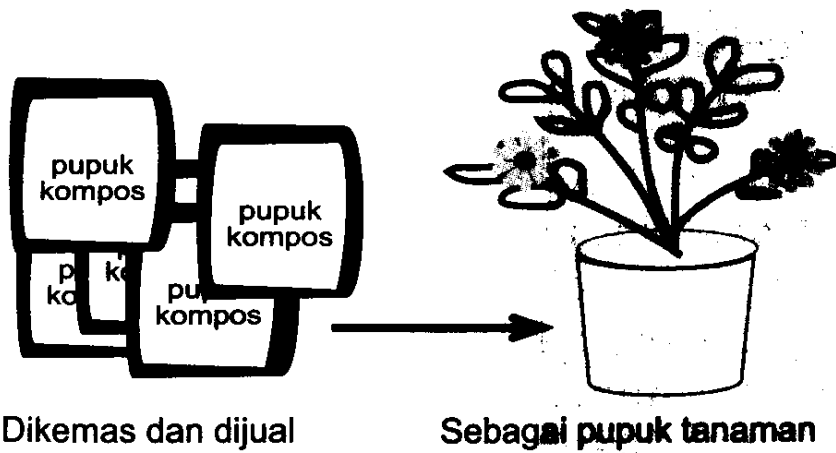 pupuk
kompos
pupuk
kompos
pu
kompos
Dikemas dan dijual
Sebagai pupuk tanaman